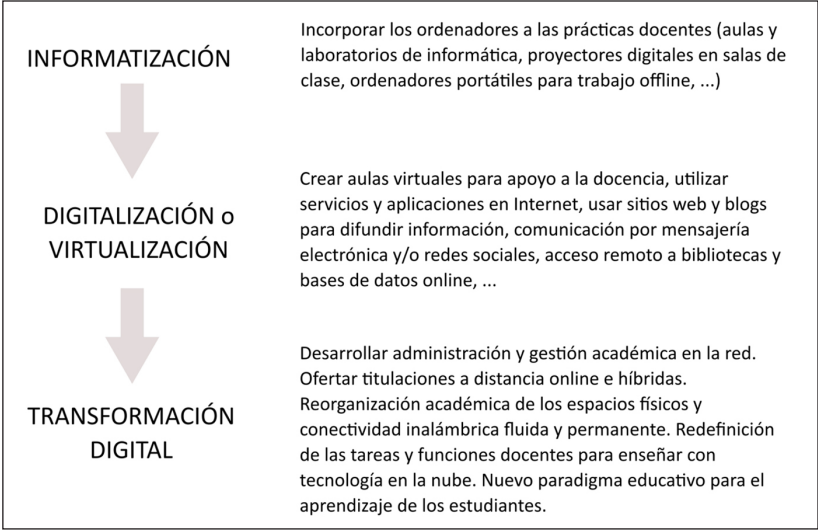 INFORMATIZACIÓN
Incorporar los ordenadores a las prácticas docentes (aulas y
laboratorios de informática, proyectores digitales en salas de
clase, ordenadores portátiles para trabajo offline, ...)
DIGITALIZACIÓN o
VIRTUALIZACIÓN
Crear aulas virtuales para apoyo a la docencia, utilizar
servicios y aplicaciones en Internet, usar sitios web y blogs
para difundir información, comunicación por mensajería
electrónica y/o redes sociales, acceso remoto a bibliotecas y
bases de datos online, ...
TRANSFORMACIÓN
DIGITAL
Desarrollar administración y gestión académica en la red.
Ofertar titulaciones a distancia online e híbridas.
Reorganización académica de los espacios físicos y
conectividad inalámbrica fluida y permanente. Redefinición
de las tareas y funciones docentes para enseñar con
tecnología en la nube. Nuevo paradigma educativo para el
aprendizaje de los estudiantes.